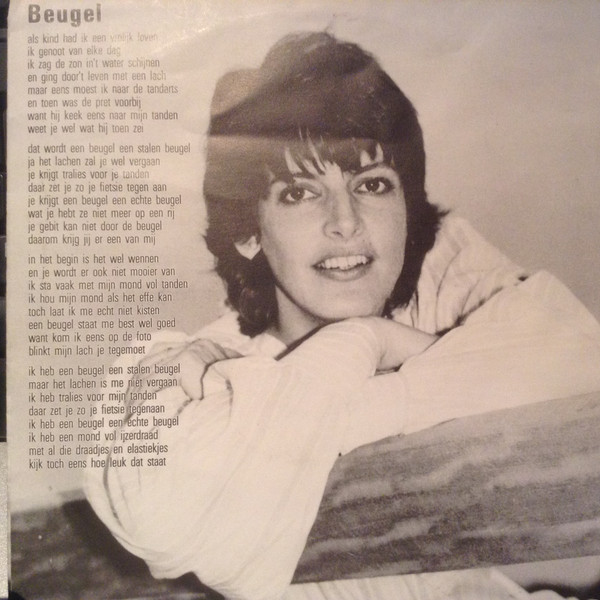 Beugel
als kind had ik een vrolijk leven
ik genoot van elke dag
ik zag de zon in't water schijnen
en ging door't leven met een lach
maar eens moest ik naar de tandarts
en toen was de pret voorbij
want hij keek eens naar mijn tanden
weet je wel wat hij toen zei
dat wordt een beugel een stalen beugel
ja het lachen zal je wel vergaan
je krijgt tralies voor je tanden
daar zet je zo je fietsie tegen aan
je krijgt een beugel een echte beugel
wat je hebt ze niet meer op een rij
je gebit kan niet door de beugel
daarom krijg jij er een van mij
in het begin is het wel wennen
en je wordt er ook niet mooier van
ik sta vaak met mijn mond vol tanden
ik hou mijn mond als het effe kan
toch laat ik me echt niet kisten
een beugel staat me best wel goed
want kom ik eens op de foto
blinkt mijn lach je tegemoet
ik heb een beugel een stalen beugel
maar het lachen is me niet vergaan
ik heb tralies voor mijn tanden
daar zet je zo je fietsie tegenaan
ik heb een beugel een echte beugel
ik heb een mond vol ijzerdraad
met al die draadjes en elastiekjes
kijk toch eens hoe leuk dat staat